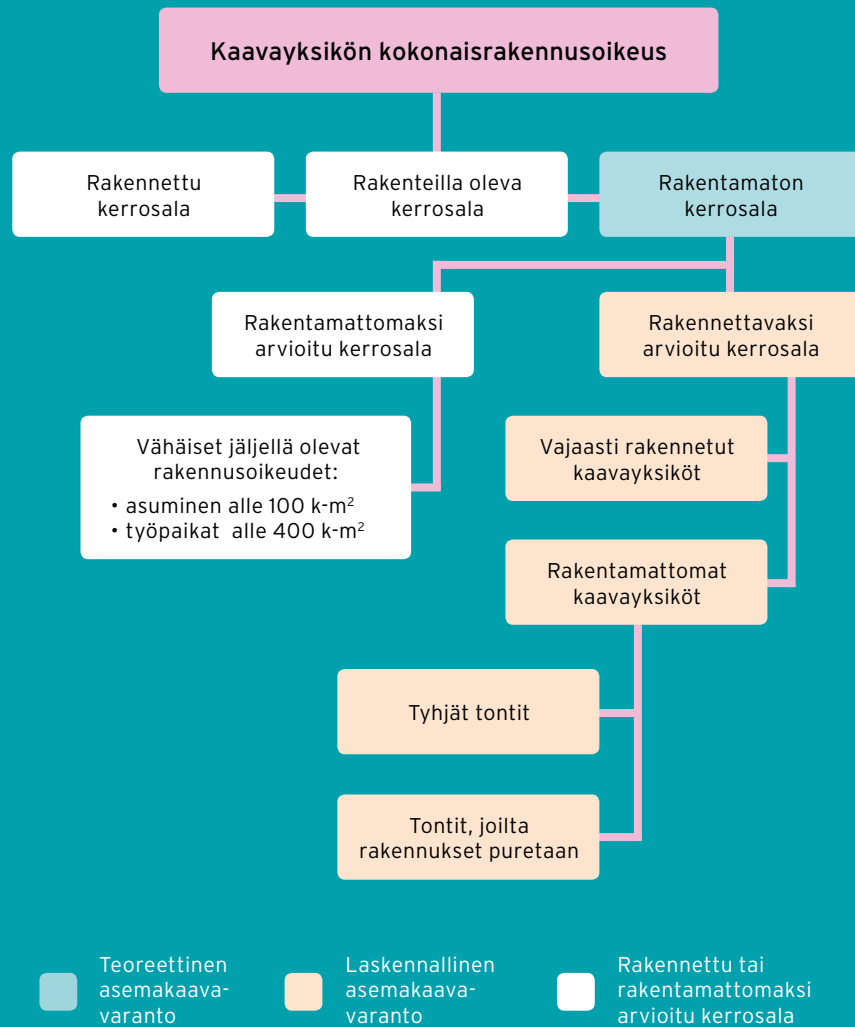 Kaavayksikön kokonaisrakennusoikeus
Rakennettu
kerrosala
Rakenteilla oleva
kerrosala
Rakentamaton
kerrosala
Rakentamattomaksi
arvioitu kerrosala
Rakennettavaksi
arvioitu kerrosala
Vähäiset jäljellä olevat
rakennusoikeudet:
• asuminen alle 100 k-m²
• työpaikat alle 400 k-m²
Vajaasti rakennetut
kaavayksiköt
Rakentamattomat
kaavayksiköt
Tyhjät tontit
Tontit, joilta
rakennukset puretaan
Teoreettinen
asemakaava-
varanto
Laskennallinen
asemakaava-
varanto
Rakennettu tai
rakentamattomaksi
arvioitu kerrosala